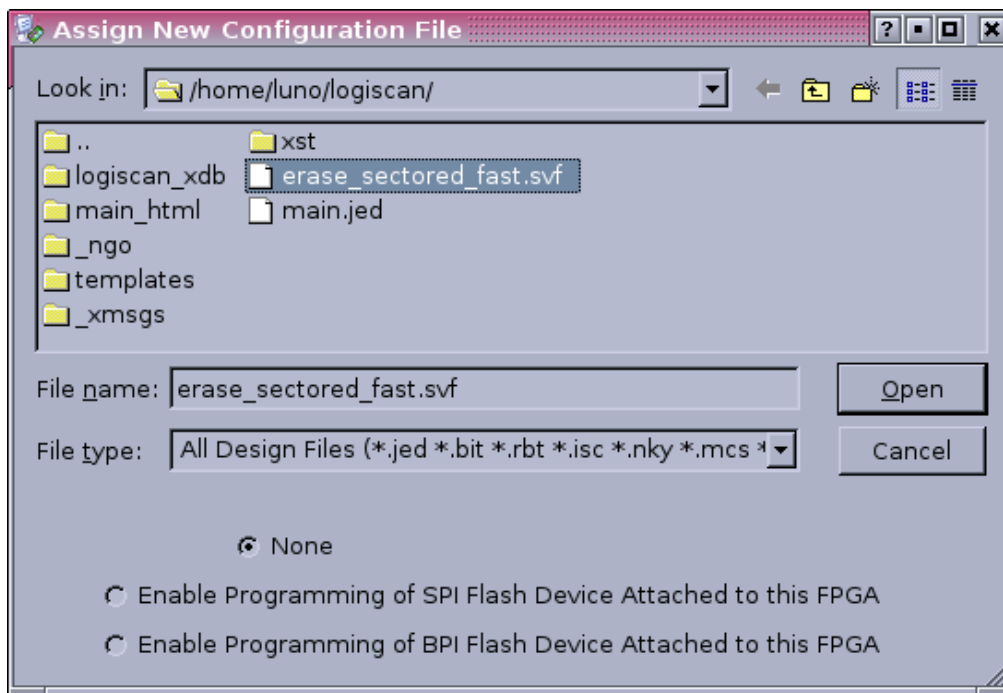 Assign New Configuration File
Look in: /home/luno/logiscan/
.. xst
logiscan_xdb erase_sectored_fast.svf
main_html main.jed
_ngo
templates
_xmsgs
File name: erase_sectored_fast.svf Open
File type: All Design Files (*.jed *.bit *.rbt *.isc *.nky *.mcs * Cancel
None
Enable Programming of SPI Flash Device Attached to this FPGA
Enable Programming of BPI Flash Device Attached to this FPGA